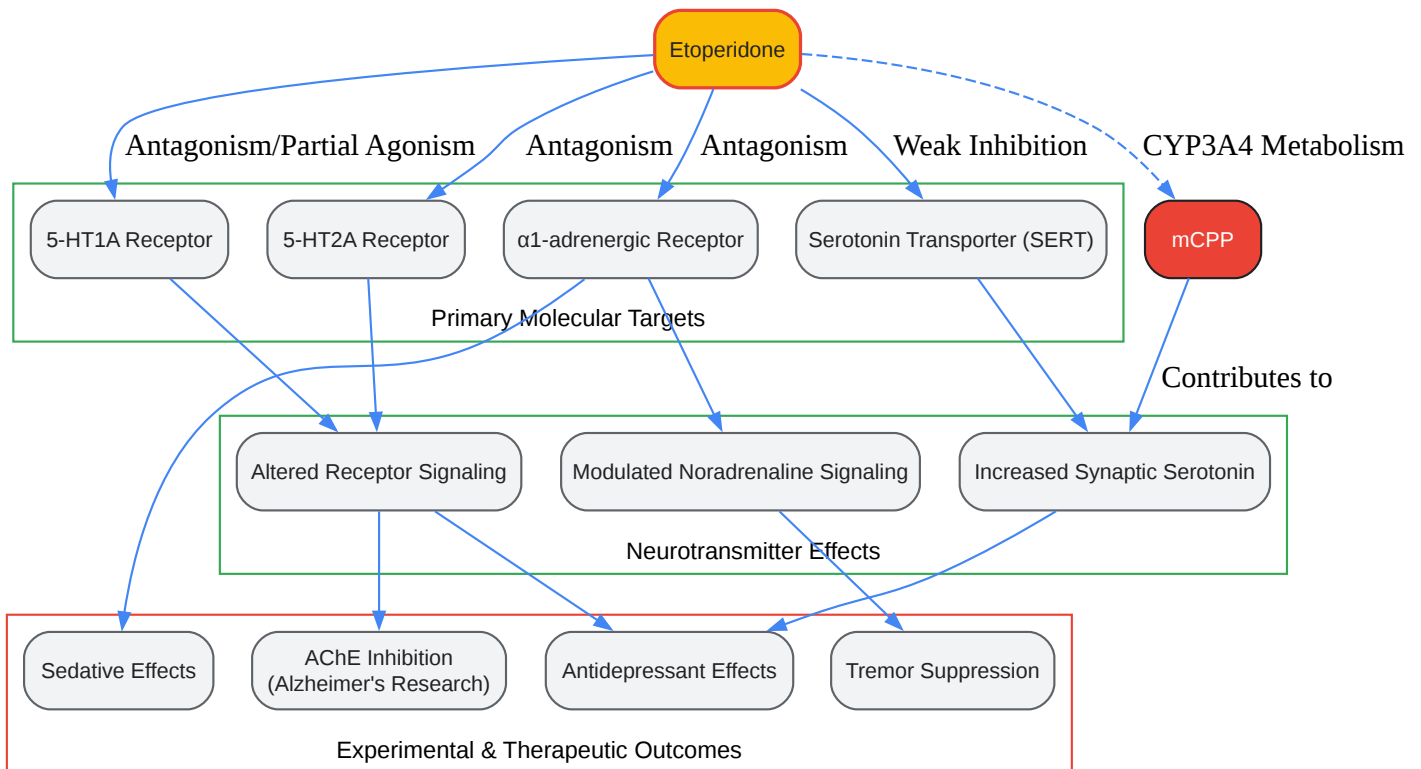 Etoperidone
Antagonism/Partial Agonism
Antagonism
Antagonism
Weak Inhibition
CYP3A4 Metabolism
5-HT1A Receptor
5-HT2A Receptor
α1-adrenergic Receptor
Serotonin Transporter (SERT)
mCPP
Primary Molecular Targets
Contributes to
Altered Receptor Signaling
Modulated Noradrenaline Signaling
Increased Synaptic Serotonin
Neurotransmitter Effects
Sedative Effects
AChE Inhibition
(Alzheimer's Research)
Antidepressant Effects
Tremor Suppression
Experimental & Therapeutic Outcomes